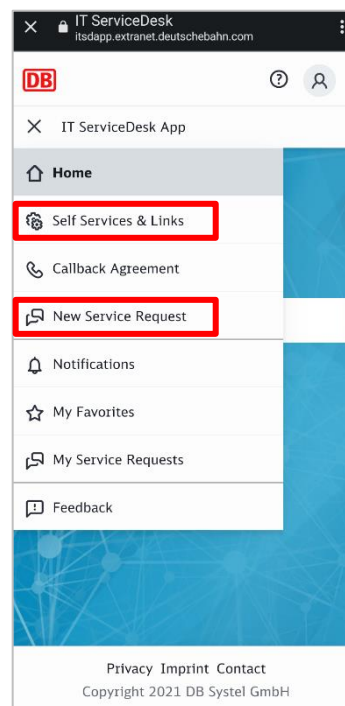 IT ServiceDesk
itsdapp.extranet.deutschebahn.com
DB
IT ServiceDesk App
Home
Self Services & Links
Callback Agreement
New Service Request
Notifications
My Favorites
My Service Requests
Feedback
Privacy Imprint Contact
Copyright 2021 DB Systel GmbH